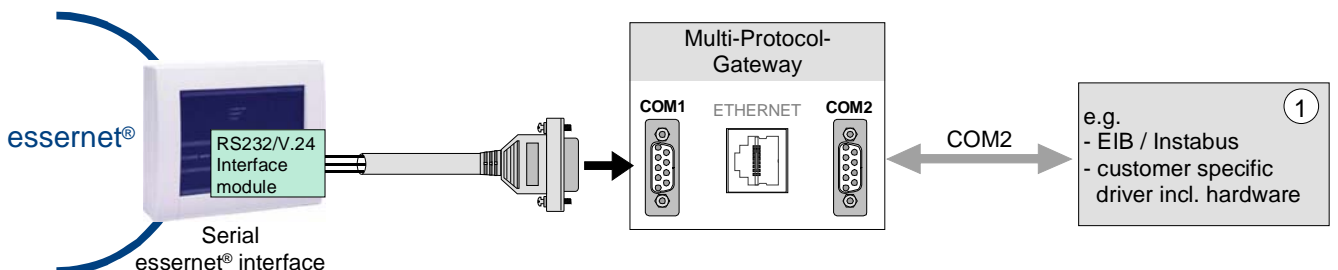 essernet®
RS232/V.24
Interface
module
Serial
essernet® interface
Multi-Protocol-
Gateway
COM1
ETHERNET
COM2
COM2
1
e.g.
- EIB / Instabus
- customer specific
driver incl. hardware